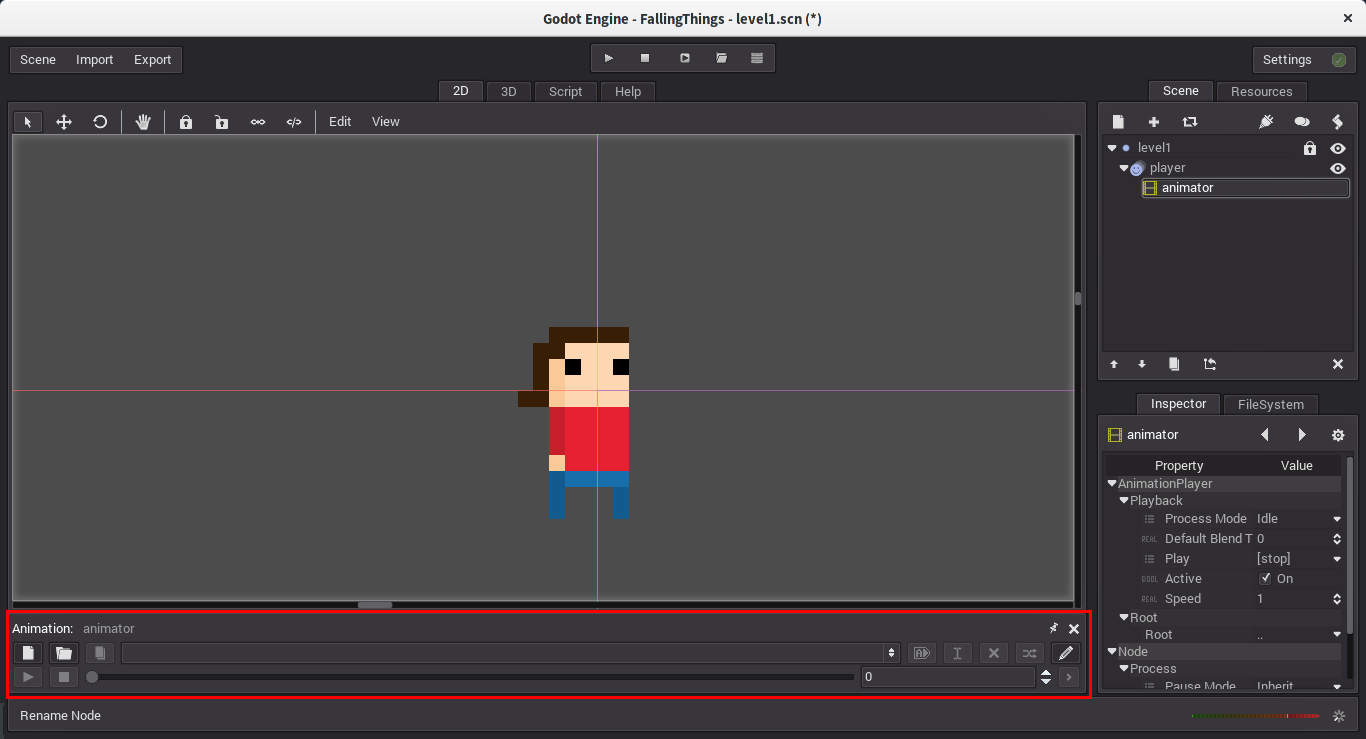 Godot Engine - FallingThings - level1.scn (*)
Scene Import Export
Settings
2D 3D Script Help
Scene Resources
Edit View
level1
player
animator
Inspector FileSystem
animator
Property Value
AnimationPlayer
Playback
Process Mode Idle
REAL Default Blend T 0
Play [stop]
BOOL Active On
REAL Speed 1
Root
Root ..
Node
Process
Pause Mode Inherit
Animation: animator
0
Rename Node